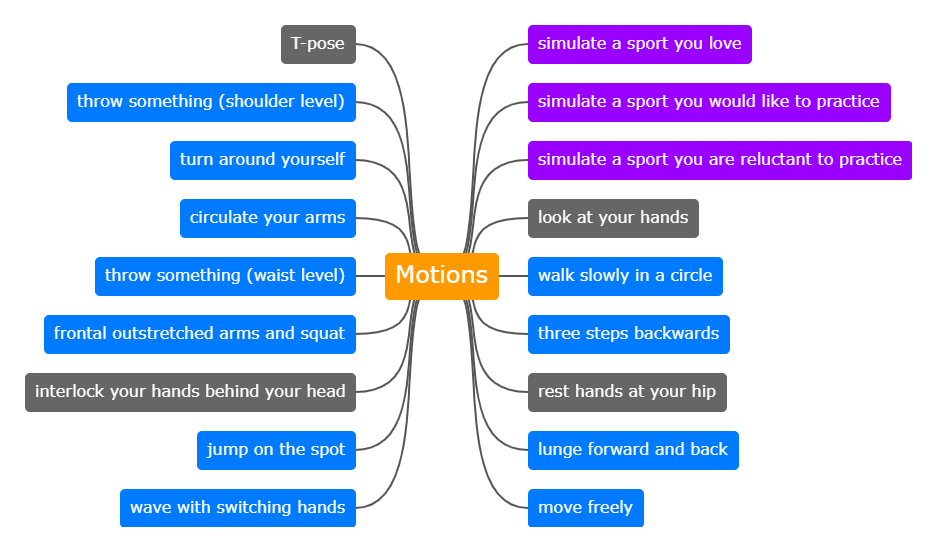 T-pose
throw something (shoulder level)
turn around yourself
circulate your arms
throw something (waist level)
frontal outstretched arms and squat
interlock your hands behind your head
jump on the spot
wave with switching hands
Motions
simulate a sport you love
simulate a sport you would like to practice
simulate a sport you are reluctant to practice
look at your hands
walk slowly in a circle
three steps backwards
rest hands at your hip
lunge forward and back
move freely